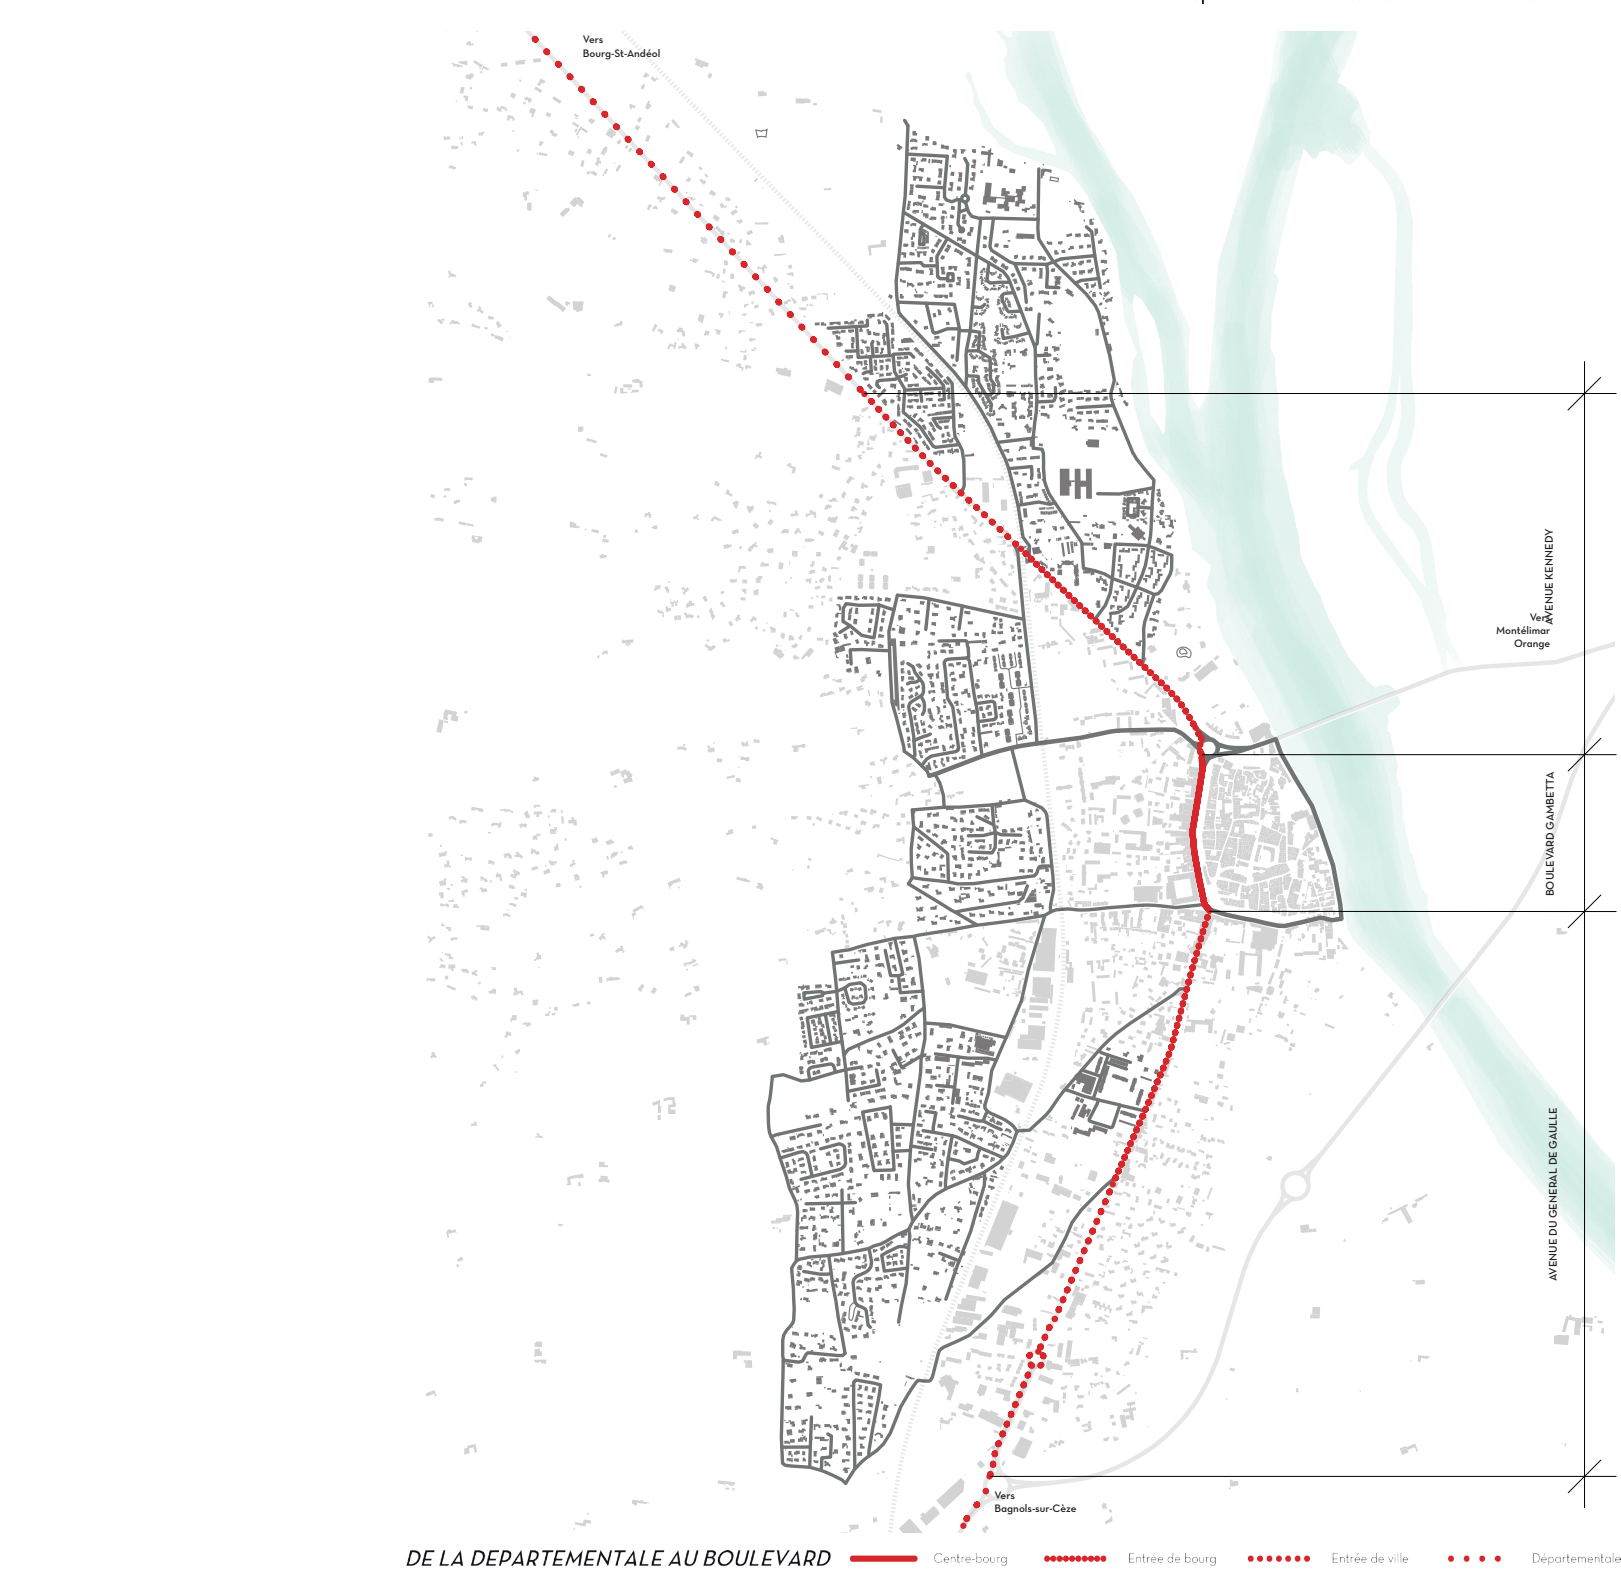 Vers
Bourg-St-Andéol
AVENUE KENNEDY
Vers
Montélimar
Orange
BOULEVARD GAMBETTA
AVENUE DU GENERAL DE GAULLE
Vers
Bagnols-sur-Cèze
DE LA DEPARTEMENTALE AU BOULEVARD
Centre-bourg
Entrée de bourg
Entrée de ville
Départementale